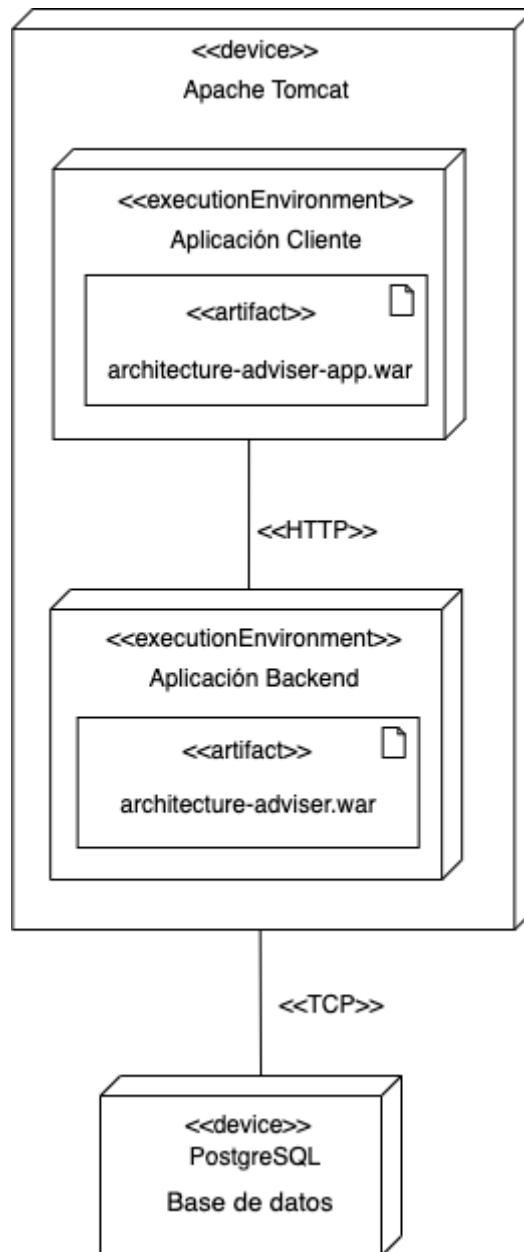 <<device>>
Apache Tomcat
<<executionEnvironment>>
Aplicación Cliente
<<artifact>>
architecture-adviser-app.war
<<HTTP>>
<<executionEnvironment>>
Aplicación Backend
<<artifact>>
architecture-adviser.war
<<TCP>>
<<device>>
PostgreSQL
Base de datos